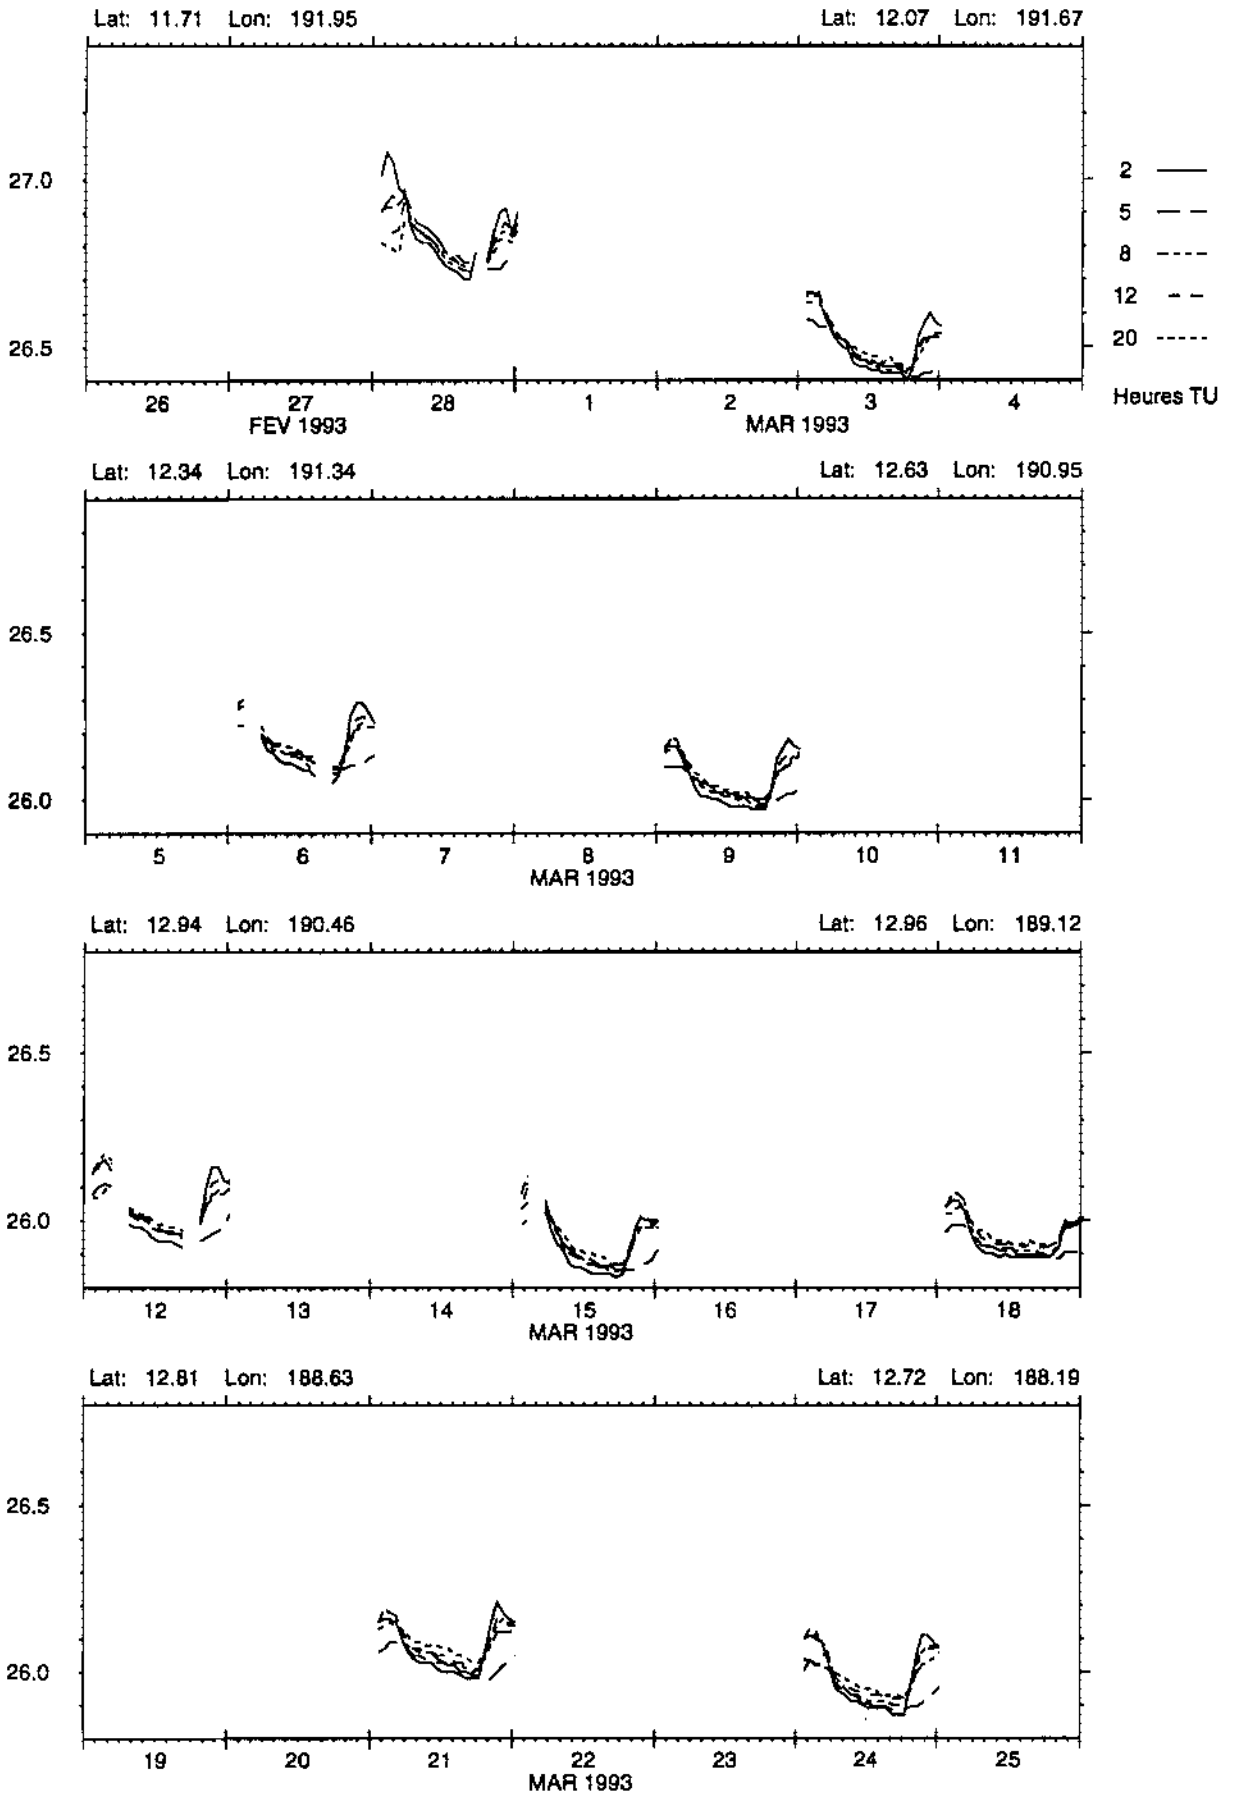 Lat: 11.71 Lon: 191.95 Lat: 12.07 Lon: 191.67
27.0
26.5
2
5
8
12
20
Heures TU
26 27 28 1 2 3 4
FEV 1993 MAR 1993
Lat: 12.34 Lon: 191.34 Lat: 12.63 Lon: 190.95
26.5
26.0
5 6 7 8 9 10 11
MAR 1993
Lat: 12.94 Lon: 190.46 Lat: 12.96 Lon: 189.12
26.5
26.0
12 13 14 15 16 17 18
MAR 1993
Lat: 12.81 Lon: 188.63 Lat: 12.72 Lon: 188.19
26.5
26.0
19 20 21 22 23 24 25
MAR 1993